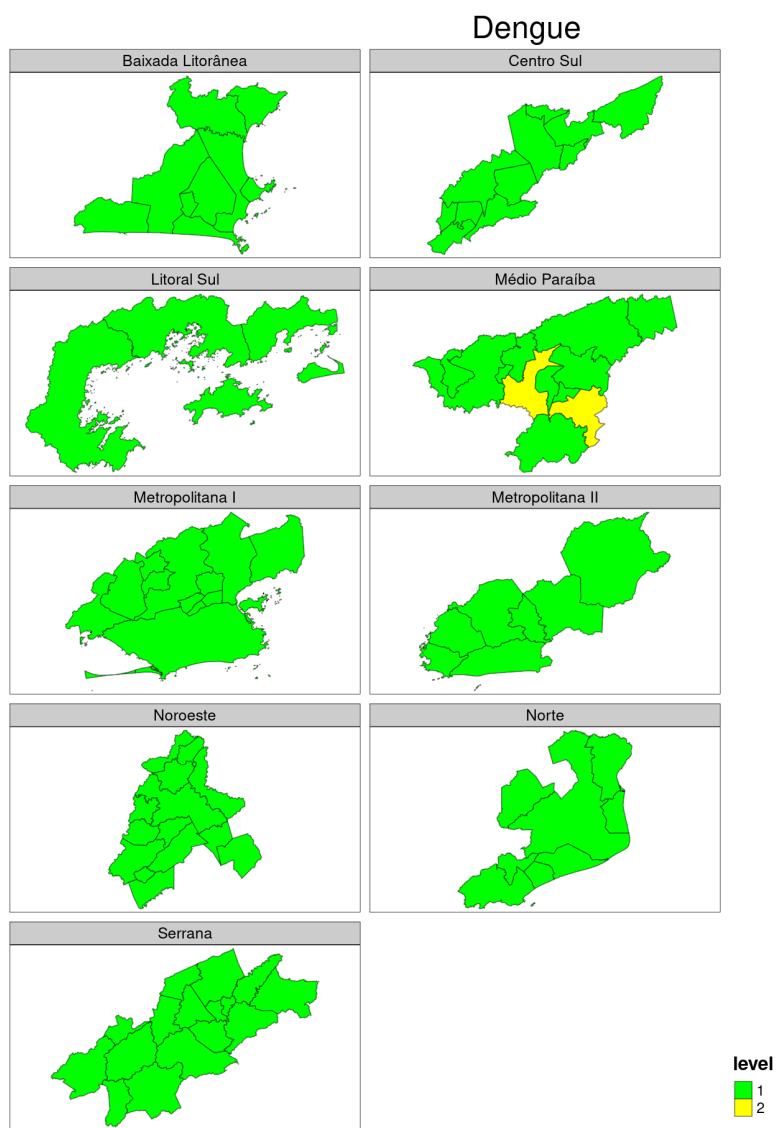 Dengue
Baixada Litorânea
Centro Sul
Litoral Sul
Médio Paraíba
Metropolitana I
Metropolitana II
Noroeste
Norte
Serrana
level
1
2